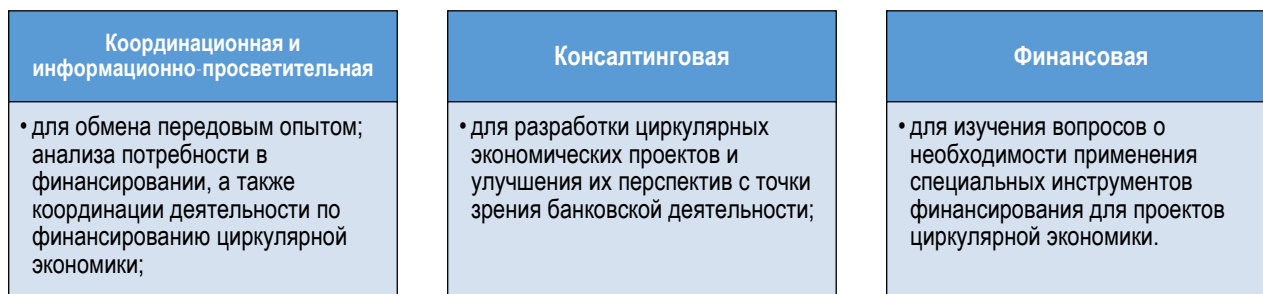 Координационная и
информационно-просветительная
• для обмена передовым опытом;
анализа потребности в
финансировании, а также
координации деятельности по
финансированию циркулярной
экономики;
Консалтинговая
• для разработки циркулярных
экономических проектов и
улучшения их перспектив с точки
зрения банковской деятельности;
Финансовая
• для изучения вопросов о
необходимости применения
специальных инструментов
финансирования для проектов
циркулярной экономики.